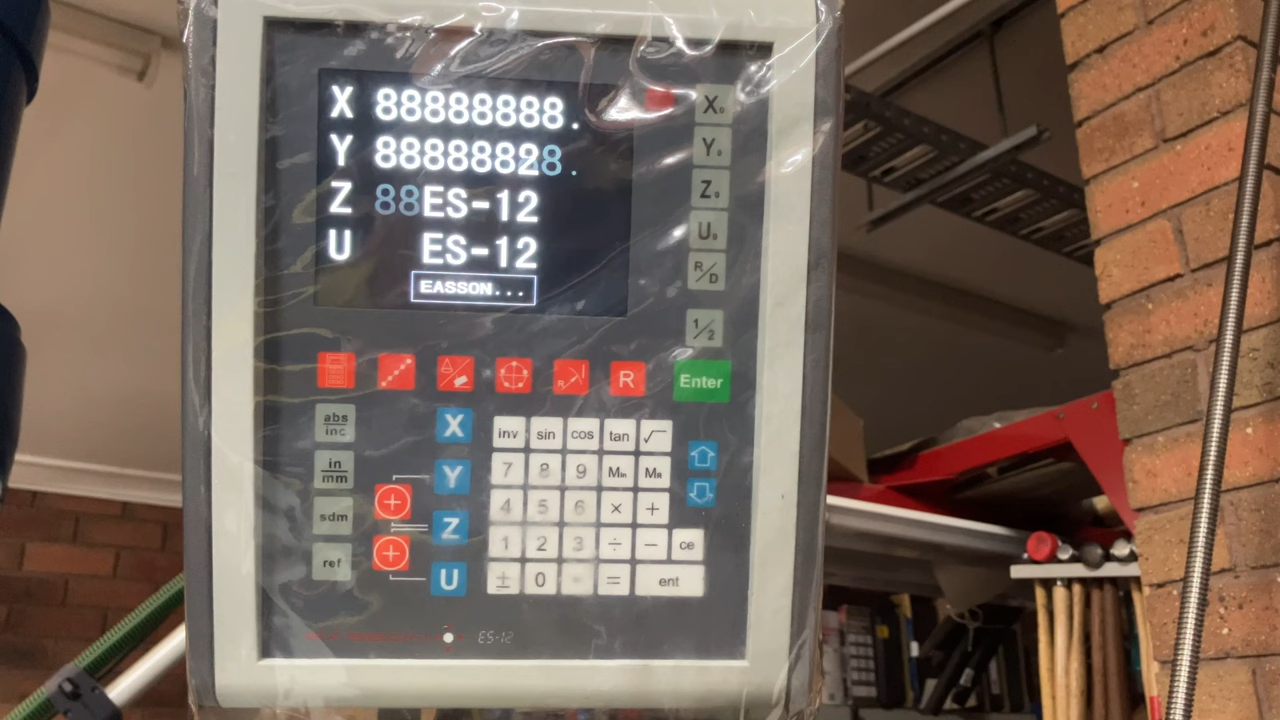 X 88888888.
Y 88888828.
Z 88ES-12
U ES-12
EASSON...
X₀
Y₀
Z₀
U₀
R/D
1/2
R
R
Enter
abs
inc
in
mm
sdm
ref
X
Y
Z
U
inv sin cos tan √
7 8 9 Min MR
4 5 6 × +
1 2 3 ÷ − ce
± 0 · = ent
ES-12